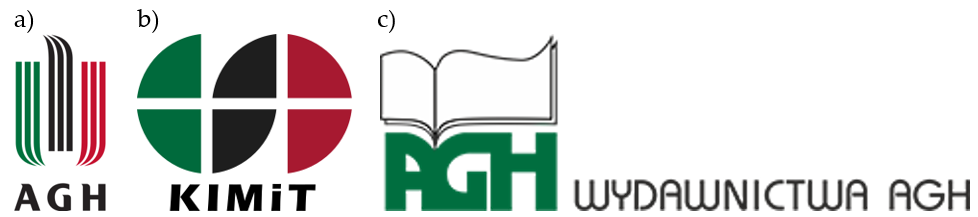 a)
b)
c)
AGH
KIMiT
AGH
WYDAWNICTWA AGH